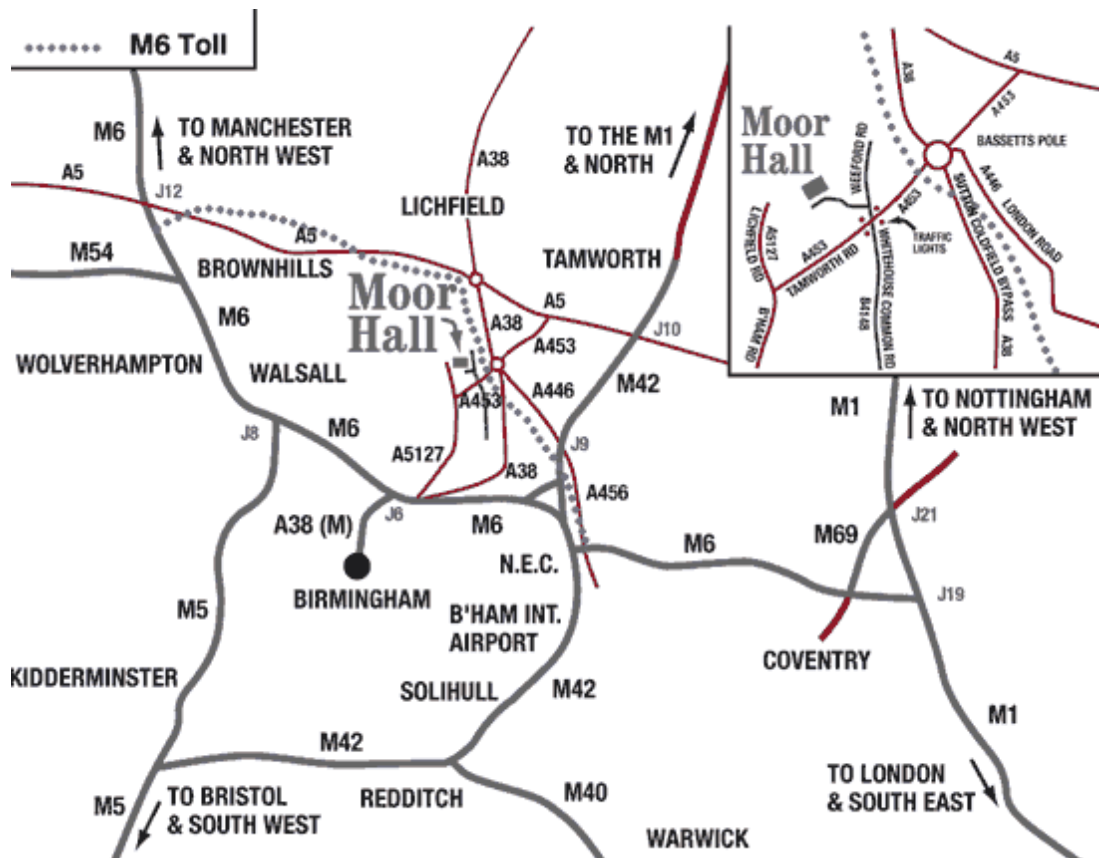 M6 Toll
M6
TO MANCHESTER
& NORTH WEST
A5
J12
A38
LICHFIELD
TO THE M1
& NORTH
M54
A5
BROWNHILLS
TAMWORTH
M6
Moor
Hall
A38
A5
J10
A453
WOLVERHAMPTON
WALSALL
A453
A446
M42
J8
M6
A5127
A38
J9
A456
A38 (M)
J6
M6
N.E.C.
M6
M69
J21
J19
BIRMINGHAM
B'HAM INT.
AIRPORT
M5
COVENTRY
KIDDERMINSTER
SOLIHULL
M42
M1
M42
M5
TO BRISTOL
& SOUTH WEST
REDDITCH
M40
WARWICK
TO LONDON
& SOUTH EAST
M1
TO NOTTINGHAM
& NORTH WEST
A38
A5
A453
Moor
Hall
WEEFORD RD
BASSETTS POLE
A453
A446
LONDON ROAD
SUTTON COLDFIELD BYPASS
A38
TRAFFIC
LIGHTS
LICHFIELD RD
A5127
A453
TAMWORTH RD
WHITEHOUSE COMMON RD
B4148
B'HAM RD